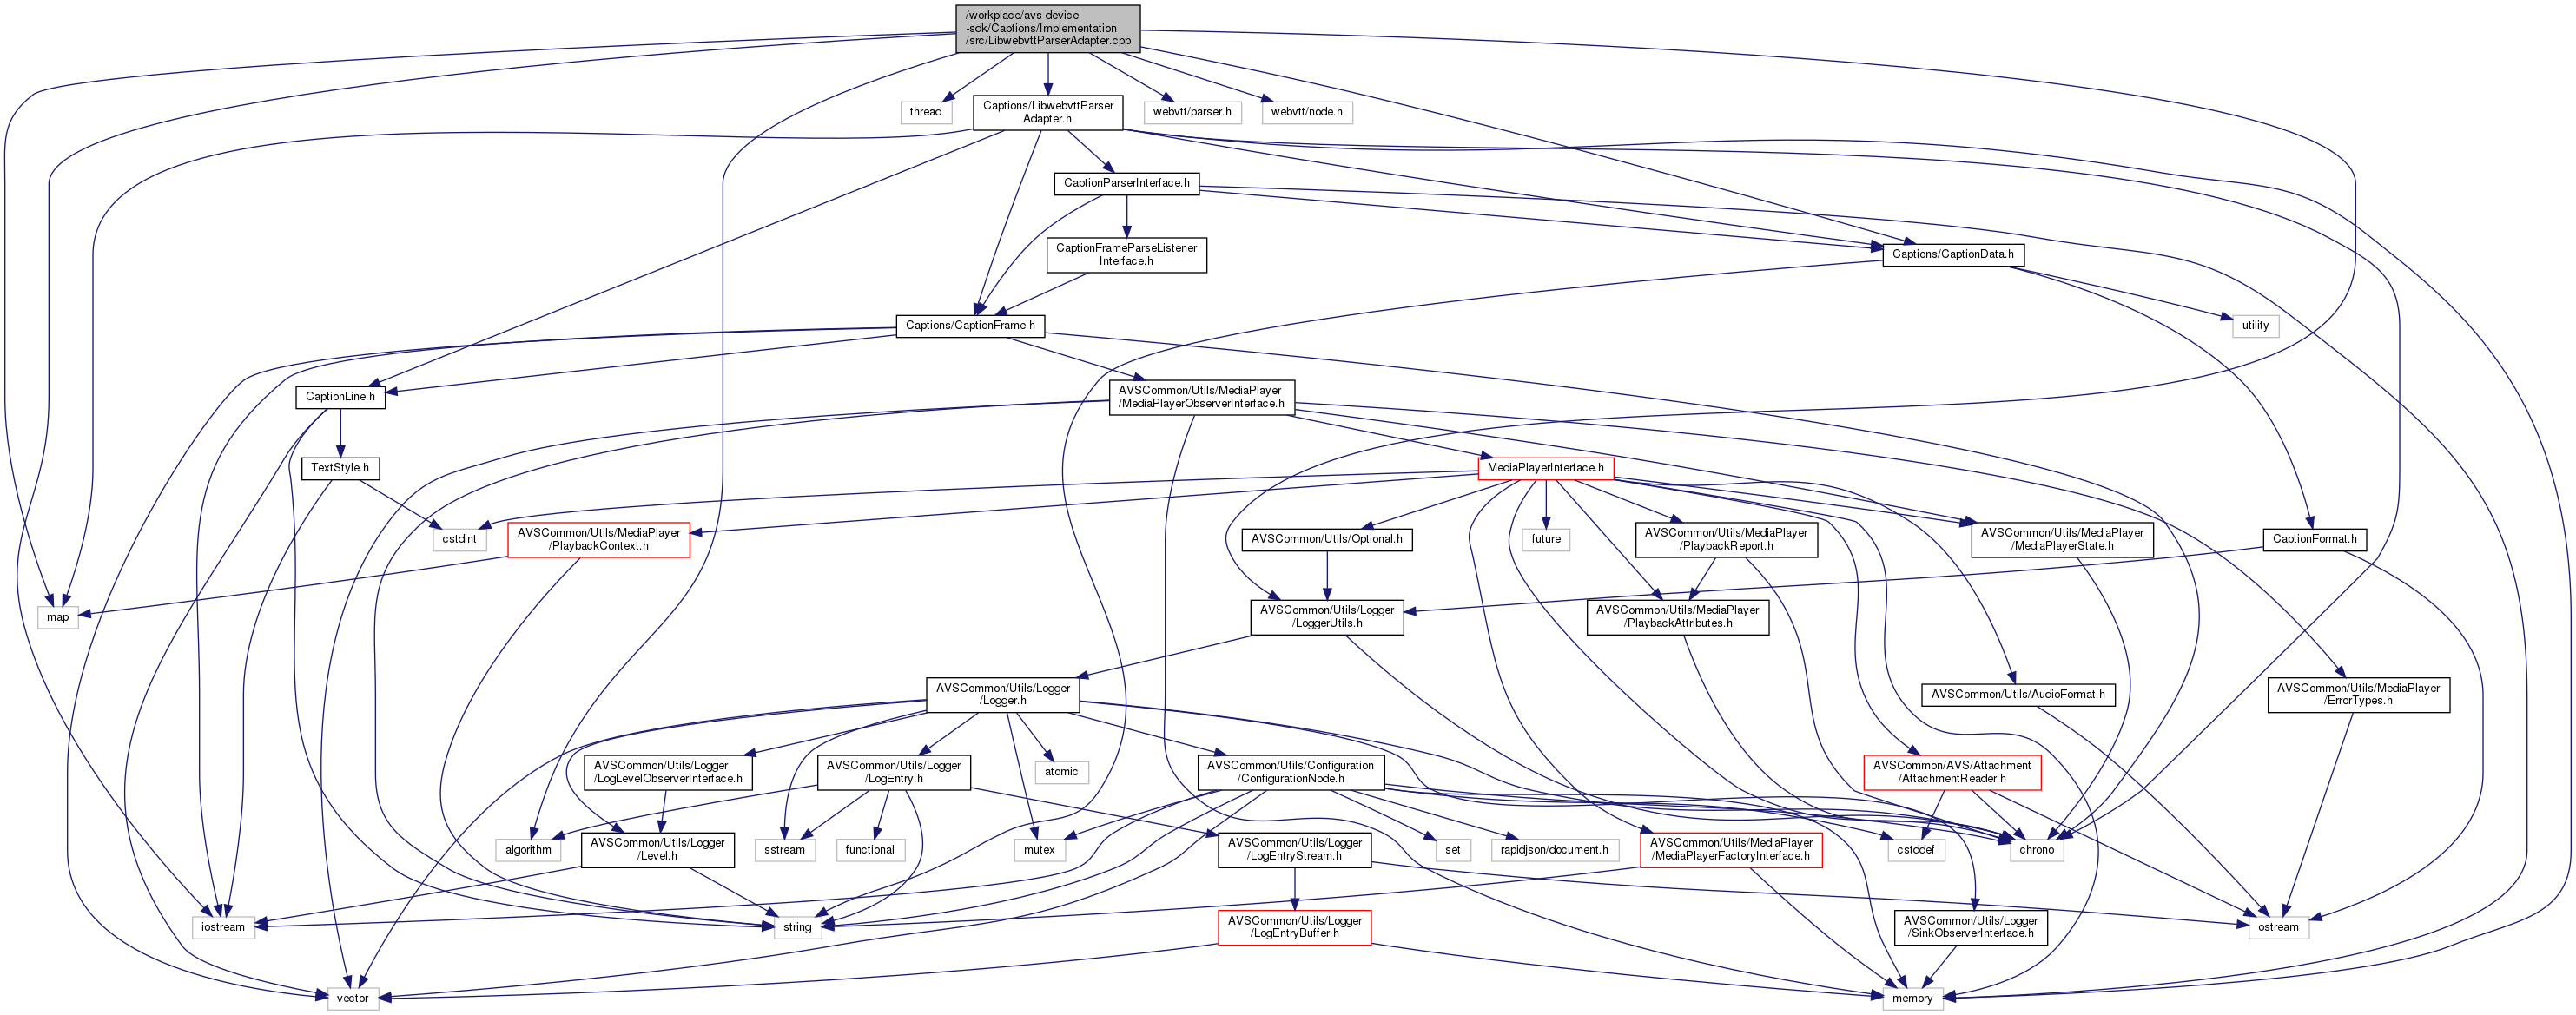 /workplace/avs-device
-sdk/Captions/Implementation
/src/LibwebvttParserAdapter.cpp
thread
Captions/LibwebvttParser
Adapter.h
webvtt/parser.h
webvtt/node.h
CaptionParserInterface.h
CaptionFrameParseListener
Interface.h
Captions/CaptionData.h
Captions/CaptionFrame.h
utility
CaptionLine.h
AVSCommon/Utils/MediaPlayer
/MediaPlayerObserverInterface.h
TextStyle.h
MediaPlayerInterface.h
cstdint
AVSCommon/Utils/MediaPlayer
/PlaybackContext.h
AVSCommon/Utils/Optional.h
future
AVSCommon/Utils/MediaPlayer
/PlaybackReport.h
AVSCommon/Utils/MediaPlayer
/MediaPlayerState.h
CaptionFormat.h
map
AVSCommon/Utils/Logger
/LoggerUtils.h
AVSCommon/Utils/MediaPlayer
/PlaybackAttributes.h
AVSCommon/Utils/Logger
/Logger.h
AVSCommon/Utils/AudioFormat.h
AVSCommon/Utils/MediaPlayer
/ErrorTypes.h
AVSCommon/Utils/Logger
/LogLevelObserverInterface.h
AVSCommon/Utils/Logger
/LogEntry.h
atomic
AVSCommon/Utils/Configuration
/ConfigurationNode.h
AVSCommon/AVS/Attachment
/AttachmentReader.h
algorithm
AVSCommon/Utils/Logger
/Level.h
sstream
functional
mutex
AVSCommon/Utils/Logger
/LogEntryStream.h
set
rapidjson/document.h
AVSCommon/Utils/MediaPlayer
/MediaPlayerFactoryInterface.h
cstddef
chrono
iostream
string
AVSCommon/Utils/Logger
/LogEntryBuffer.h
AVSCommon/Utils/Logger
/SinkObserverInterface.h
ostream
vector
memory